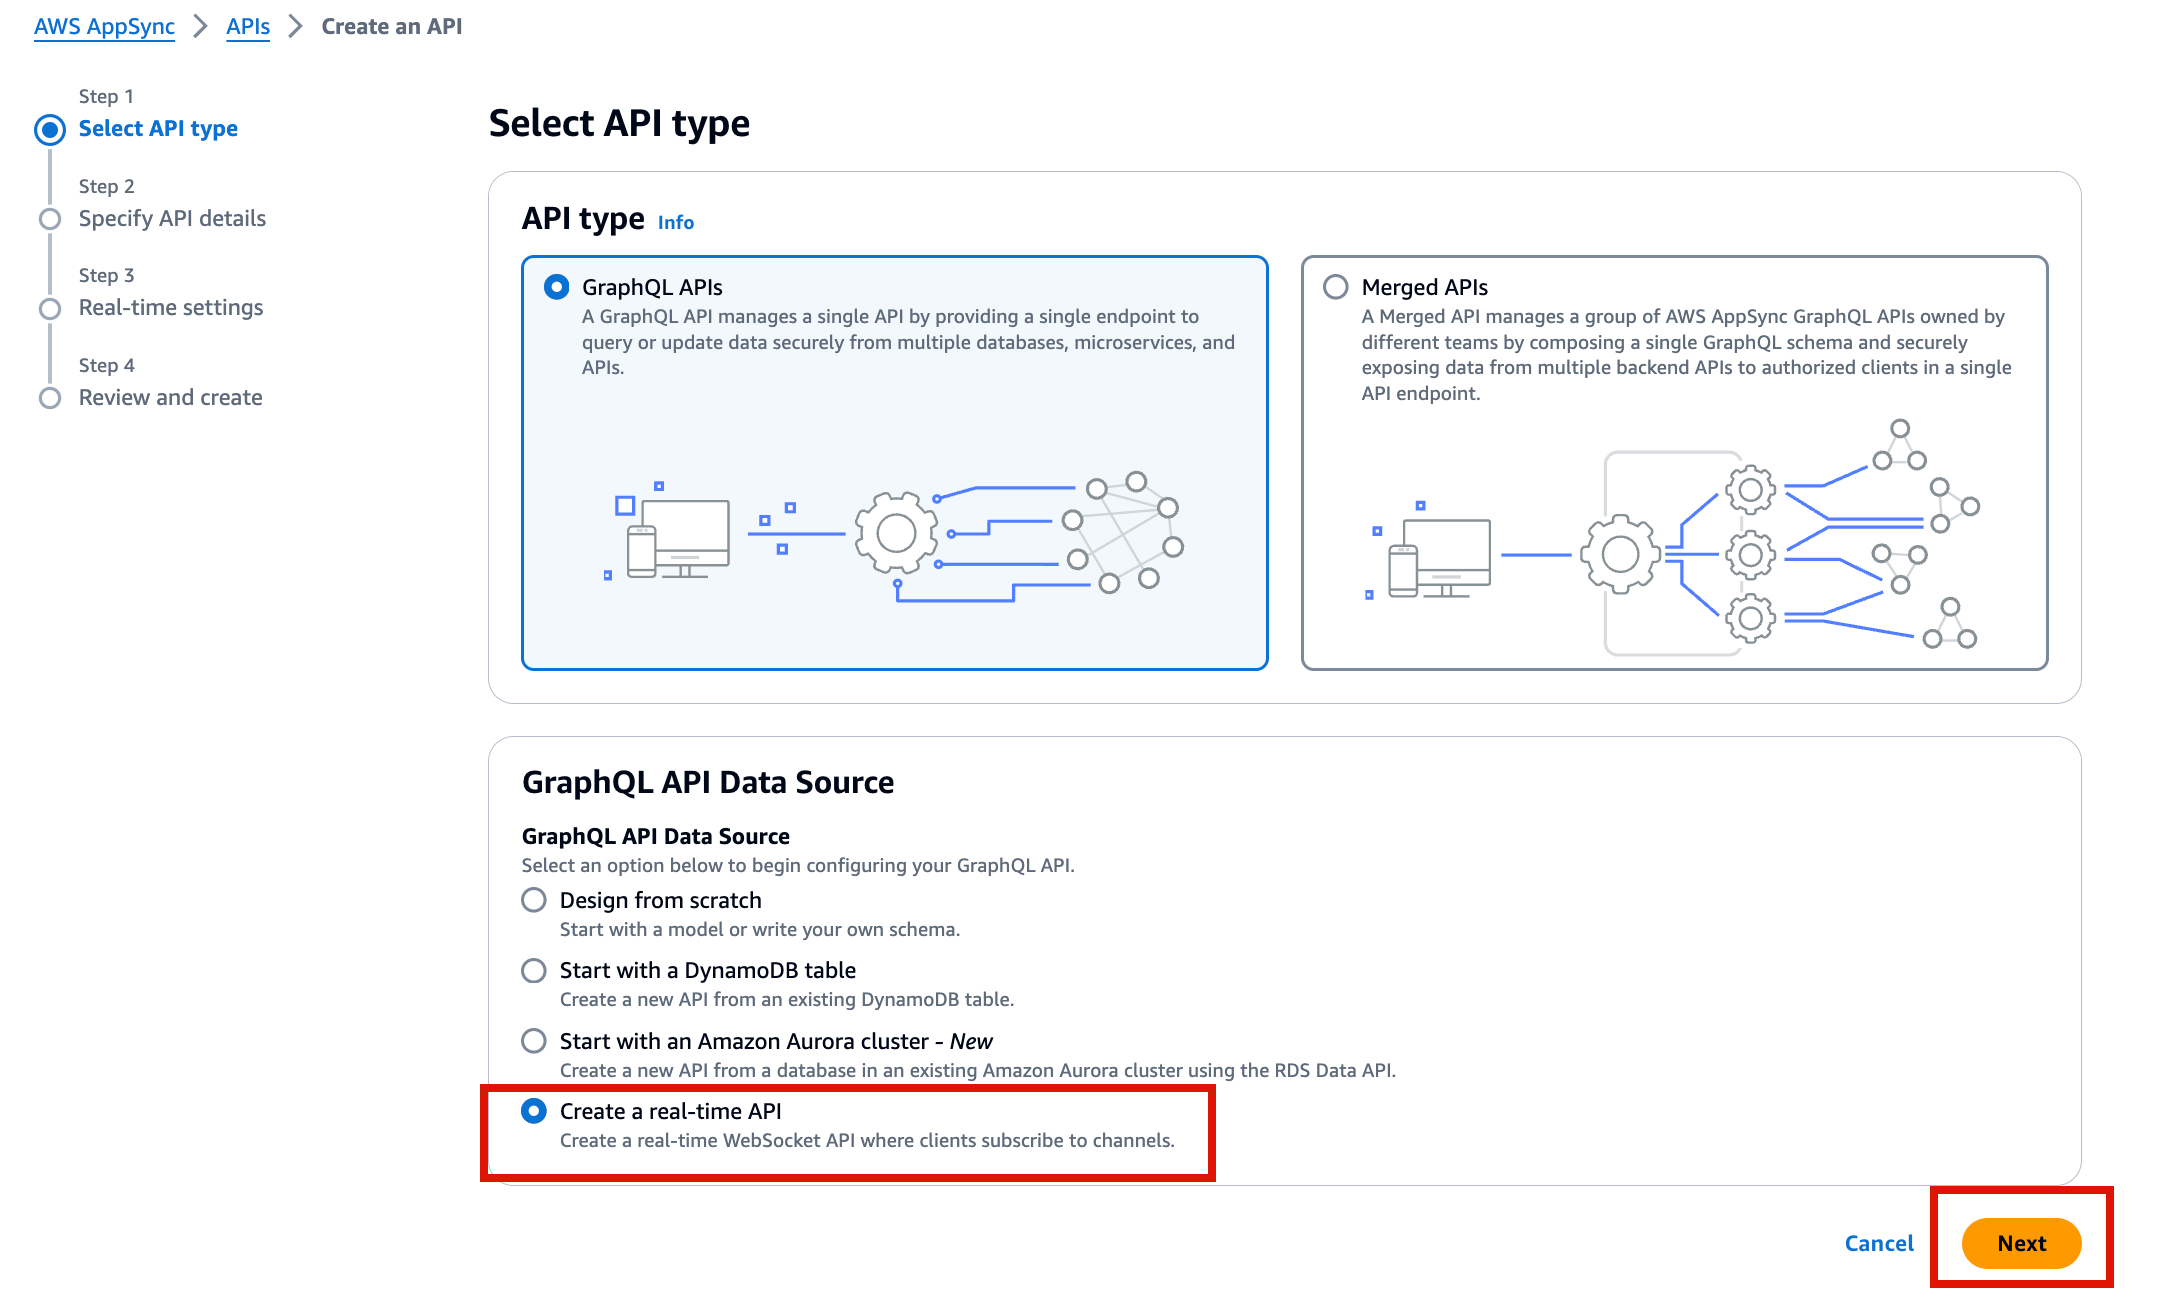 AWS AppSync > APIs > Create an API
Step 1
Select API type
Step 2
Specify API details
Step 3
Real-time settings
Step 4
Review and create
Select API type
API type Info
GraphQL APIs
A GraphQL API manages a single API by providing a single endpoint to
query or update data securely from multiple databases, microservices, and
APIs.
Merged APIs
A Merged API manages a group of AWS AppSync GraphQL APIs owned by
different teams by composing a single GraphQL schema and securely
exposing data from multiple backend APIs to authorized clients in a single
API endpoint.
GraphQL API Data Source
GraphQL API Data Source
Select an option below to begin configuring your GraphQL API.
Design from scratch
Start with a model or write your own schema.
Start with a DynamoDB table
Create a new API from an existing DynamoDB table.
Start with an Amazon Aurora cluster - New
Create a new API from a database in an existing Amazon Aurora cluster using the RDS Data API.
Create a real-time API
Create a real-time WebSocket API where clients subscribe to channels.
Cancel
Next